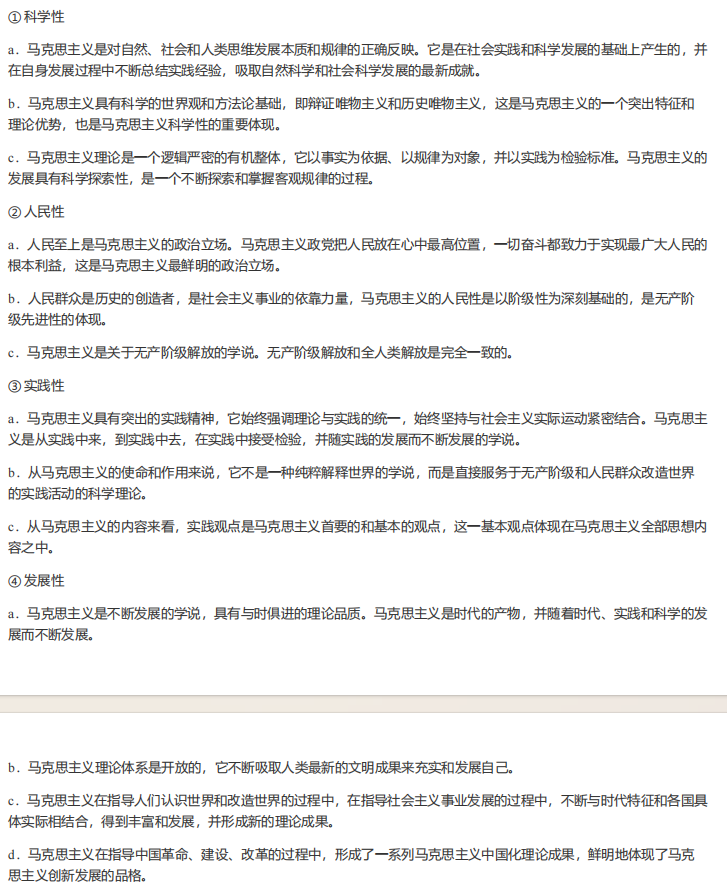 ① 科学性
a．马克思主义是对自然、社会和人类思维发展本质和规律的正确反映。它是在社会实践和科学发展的基础上产生的，并
在自身发展过程中不断总结实践经验，吸取自然科学和社会科学发展的最新成就。
b．马克思主义具有科学的世界观和方法论基础，即辩证唯物主义和历史唯物主义，这是马克思主义的一个突出特征和
理论优势，也是马克思主义科学性的重要体现。
c．马克思主义理论是一个逻辑严密的有机整体，它以事实为依据、以规律为对象，并以实践为检验标准。马克思主义的
发展具有科学探索性，是一个不断探索和掌握客观规律的过程。
② 人民性
a．人民至上是马克思主义的政治立场。马克思主义政党把人民放在心中最高位置，一切奋斗都致力于实现最广大人民的
根本利益，这是马克思主义最鲜明的政治立场。
b．人民群众是历史的创造者，是社会主义事业的依靠力量，马克思主义的人民性是以阶级性为深刻基础的，是无产阶
级先进性的体现。
c．马克思主义是关于无产阶级解放的学说。无产阶级解放和全人类解放是完全一致的。
③ 实践性
a．马克思主义具有突出的实践精神，它始终强调理论与实践的统一，始终坚持与社会主义实际运动紧密结合。马克思主
义是从实践中来，到实践中去，在实践中接受检验，并随实践的发展而不断发展的学说。
b．从马克思主义的使命和作用来说，它不是一种纯粹解释世界的学说，而是直接服务于无产阶级和人民群众改造世界
的实践活动的科学理论。
c．从马克思主义的内容来看，实践观点是马克思主义首要的和基本的观点，这一基本观点体现在马克思主义全部思想内
容之中。
④ 发展性
a．马克思主义是不断发展的学说，具有与时俱进的理论品质。马克思主义是时代的产物，并随着时代、实践和科学的发
展而不断发展。
b．马克思主义理论体系是开放的，它不断吸取人类最新的文明成果来充实和发展自己。
c．马克思主义在指导人们认识世界和改造世界的过程中，在指导社会主义事业发展的过程中，不断与时代特征和各国具
体实际相结合，得到丰富和发展，并形成新的理论成果。
d．马克思主义在指导中国革命、建设、改革的过程中，形成了一系列马克思主义中国化理论成果，鲜明地体现了马克
思主义创新发展的品格。